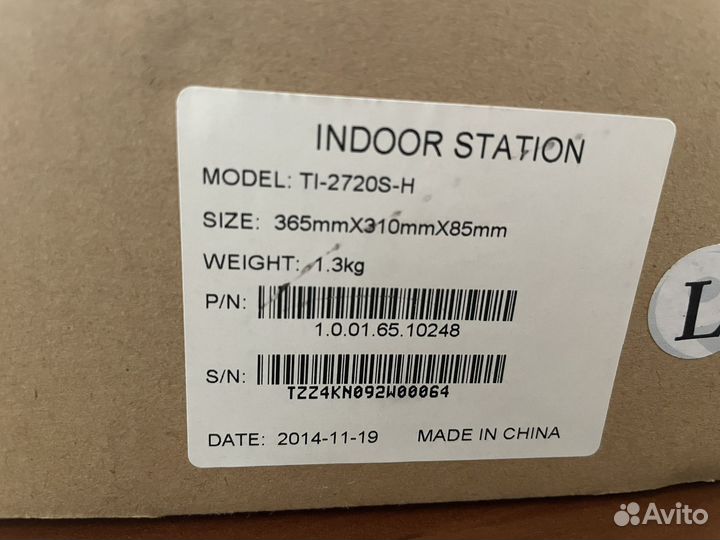 INDOOR STATION
MODEL: TI-2720S-H
SIZE: 365mmX310mmX85mm
WEIGHT: 1.3kg
P/N:
1.0.01.65.10248
S/N:
TZZ4KN092W00064
DATE: 2014-11-19 MADE IN CHINA
L
Avito